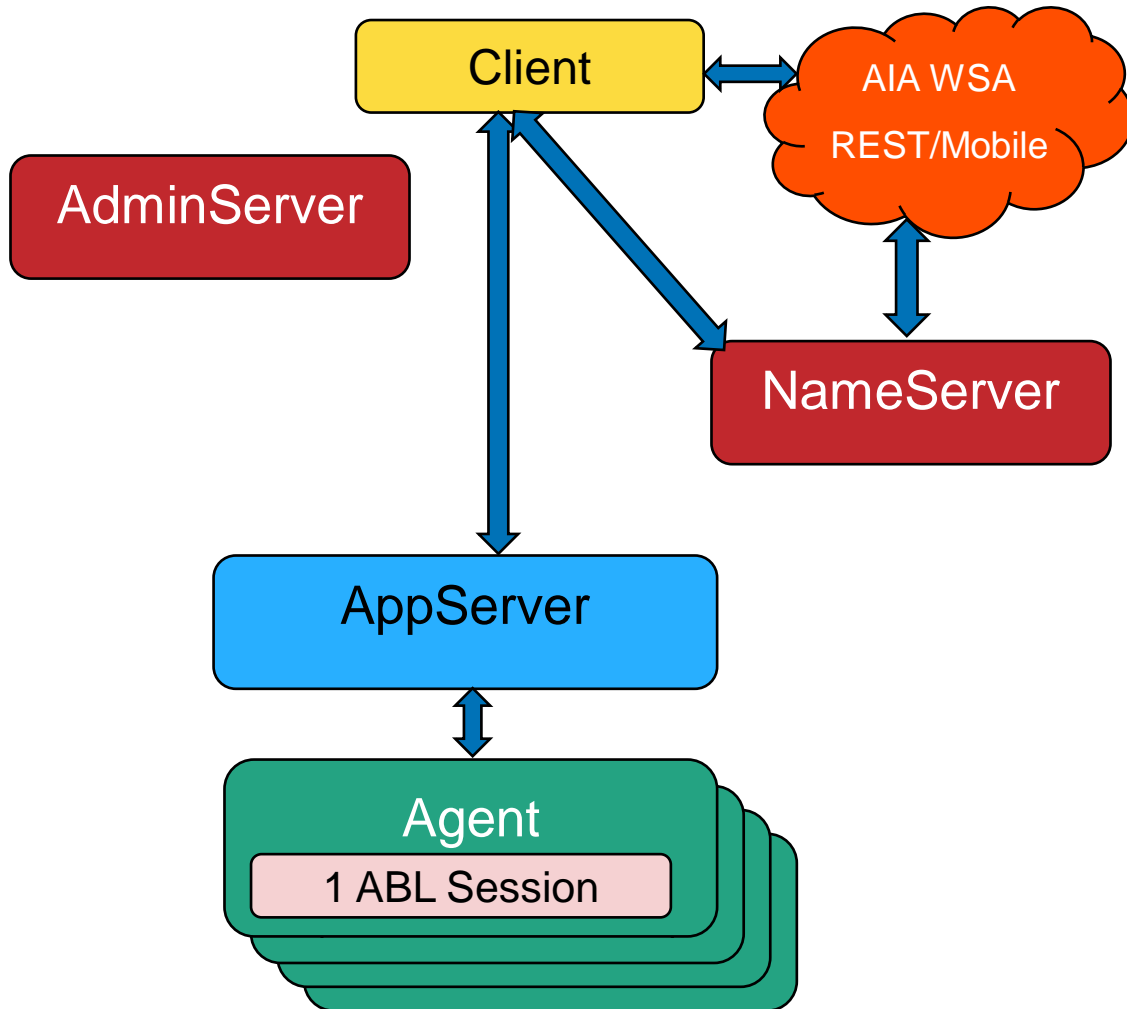 Client
AIA WSA
REST/Mobile
AdminServer
NameServer
AppServer
Agent
1 ABL Session